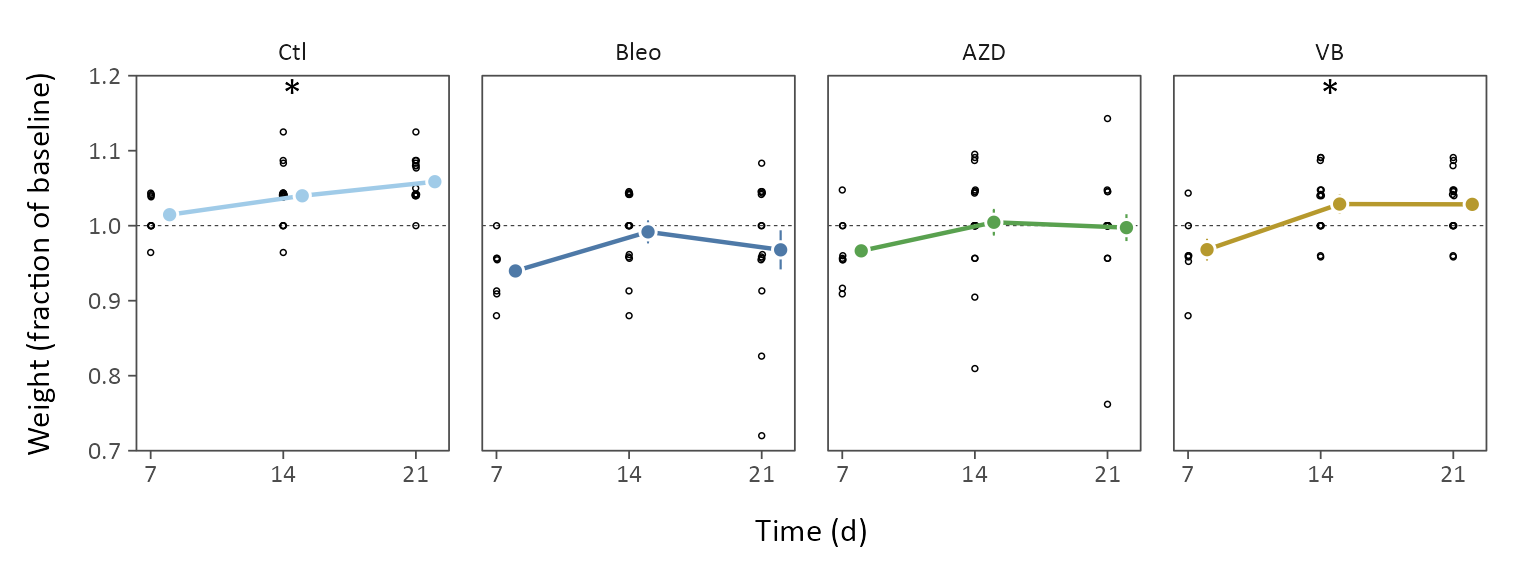 Ctl Bleo AZD VB
* *
Weight (fraction of baseline)
1.2
1.1
1.0
0.9
0.8
0.7
7 14 21 7 14 21 7 14 21 7 14 21
Time (d)